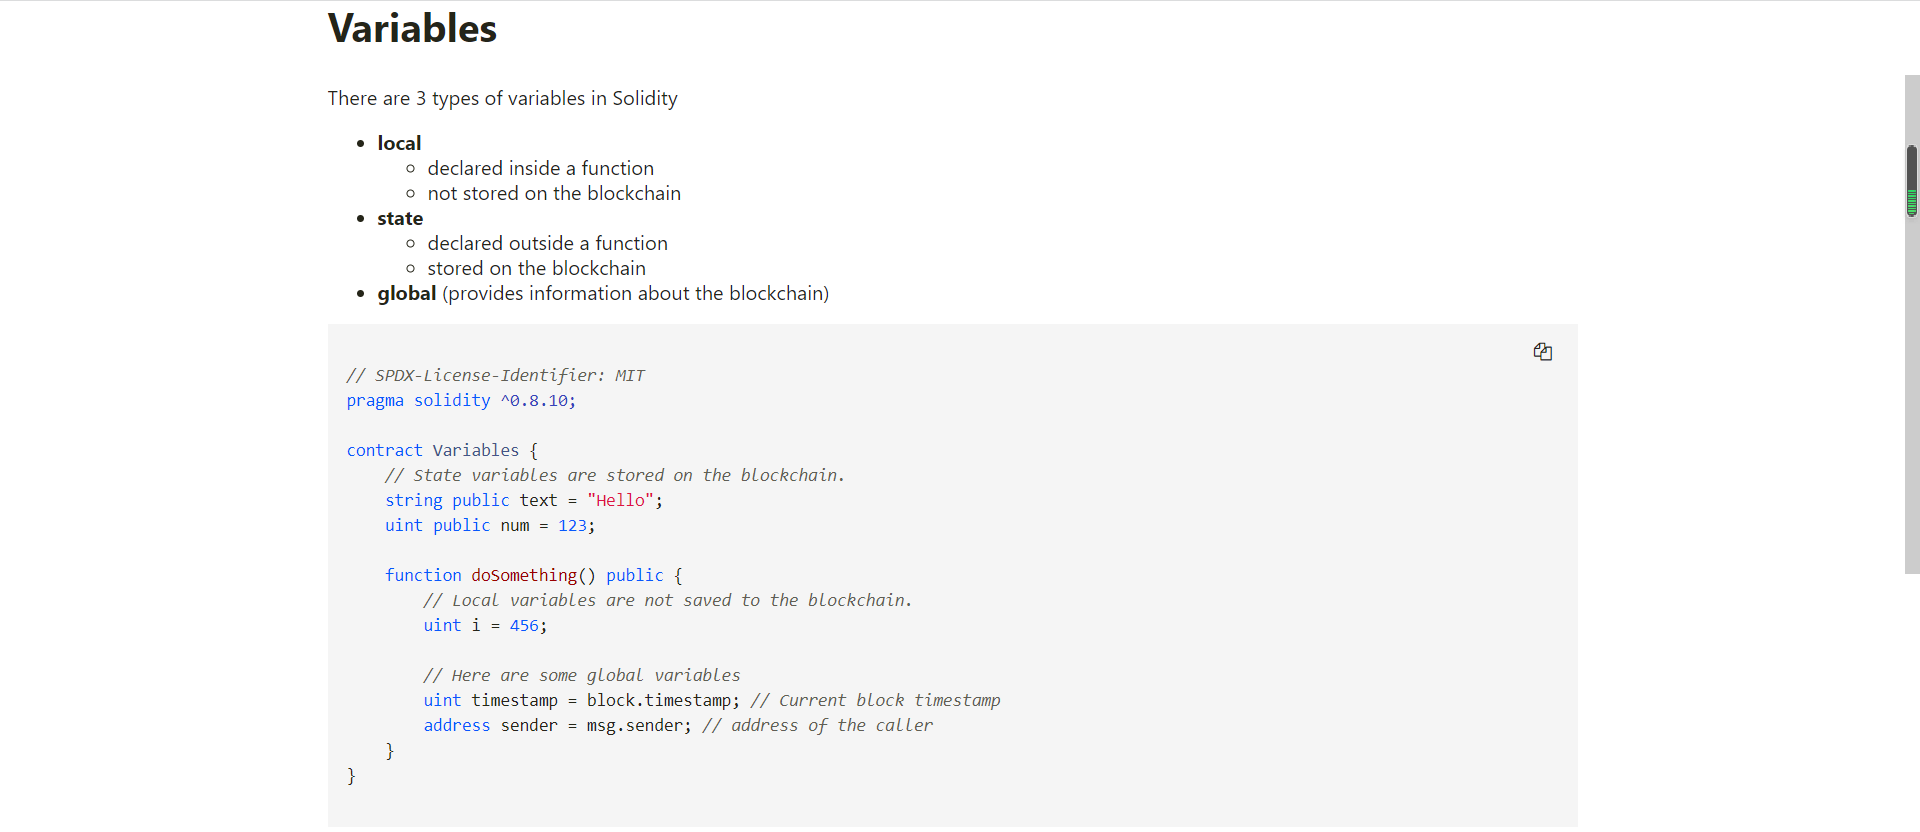 Variables
There are 3 types of variables in Solidity
local
declared inside a function
not stored on the blockchain
state
declared outside a function
stored on the blockchain
global (provides information about the blockchain)
// SPDX-License-Identifier: MIT
pragma solidity ^0.8.10;
contract Variables {
// State variables are stored on the blockchain.
string public text = "Hello";
uint public num = 123;
function doSomething() public {
// Local variables are not saved to the blockchain.
uint i = 456;
// Here are some global variables
uint timestamp = block.timestamp; // Current block timestamp
address sender = msg.sender; // address of the caller
}
}